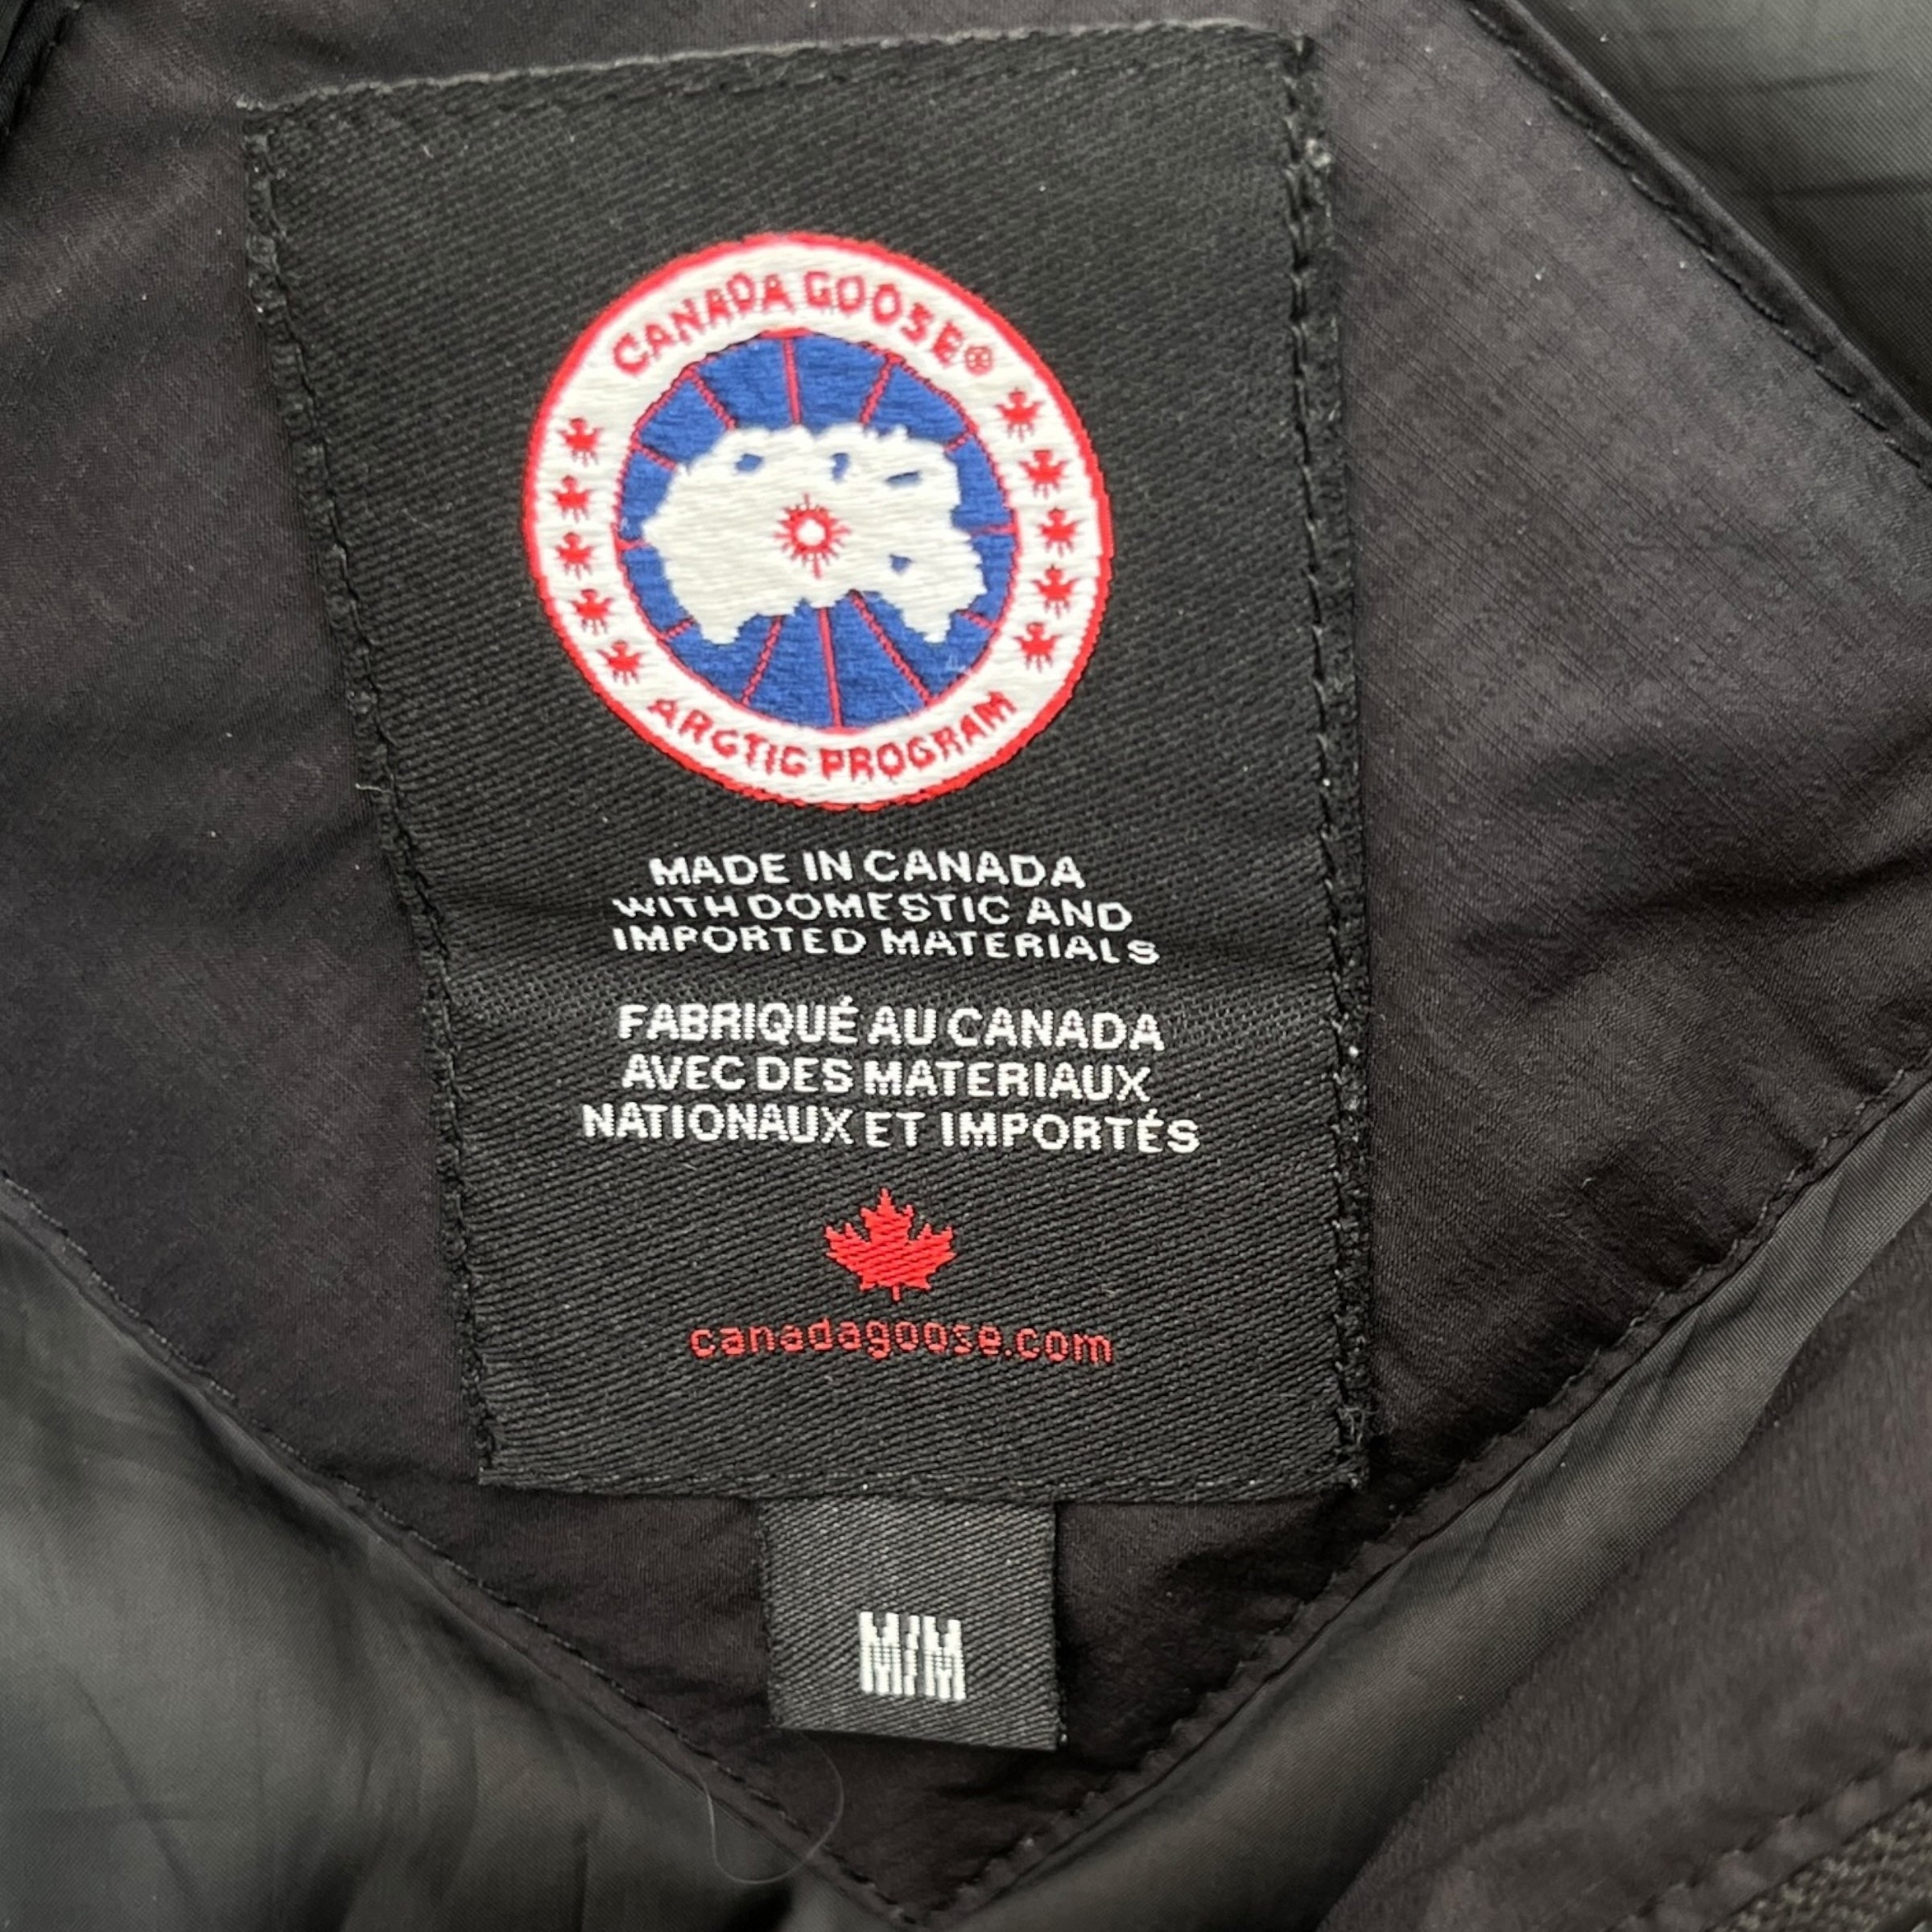 CANADA GOOSE®
ARCTIC PROGRAM
MADE IN CANADA
WITH DOMESTIC AND
IMPORTED MATERIALS
FABRIQUÉ AU CANADA
AVEC DES MATERIAUX
NATIONAUX ET IMPORTÉS
canadagoose.com
M/M